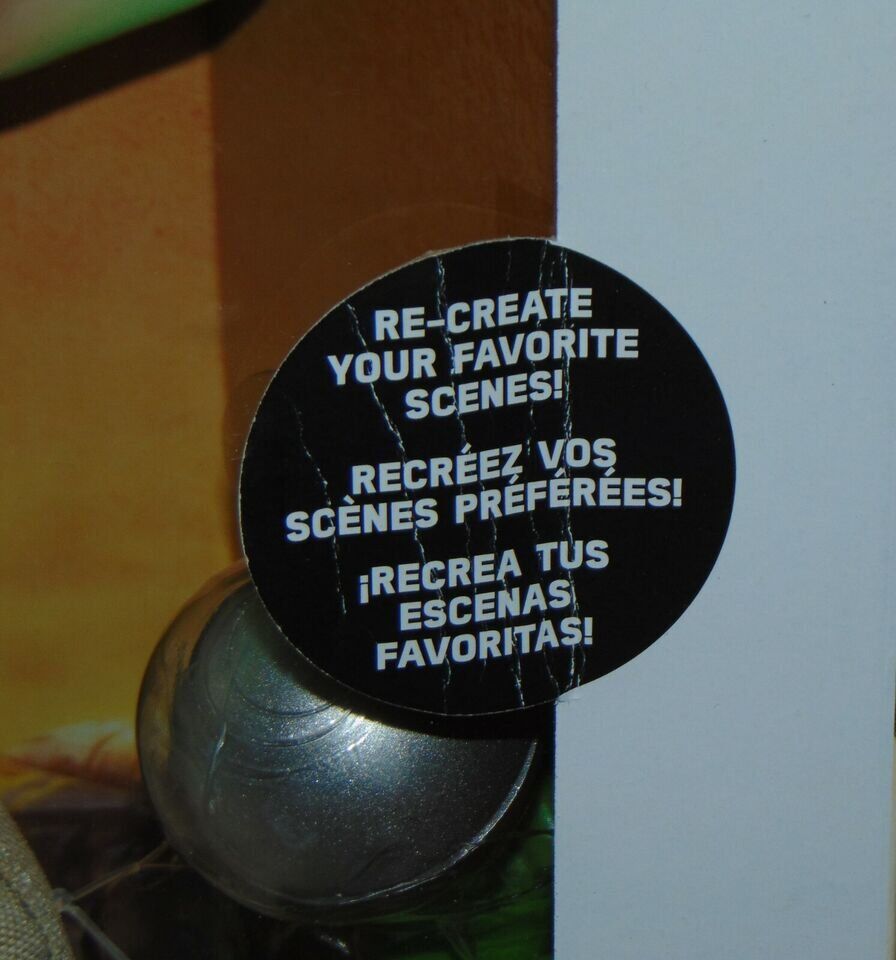 RE-CREATE
YOUR FAVORITE
SCENES!
RECRÉEZ VOS
SCÈNES PRÉFÉRÉES!
¡RECREA TUS
ESCENAS
FAVORITAS!